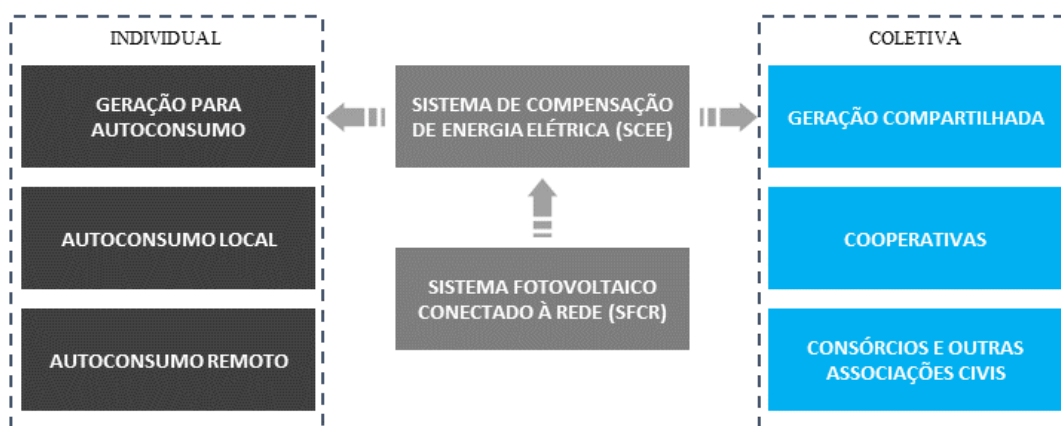 INDIVIDUAL
GERAÇÃO PARA
AUTOCONSUMO
AUTOCONSUMO LOCAL
AUTOCONSUMO REMOTO
SISTEMA DE COMPENSAÇÃO
DE ENERGIA ELÉTRICA (SCEE)
SISTEMA FOTOVOLTAICO
CONECTADO À REDE (SFCR)
COLETIVA
GERAÇÃO COMPARTILHADA
COOPERATIVAS
CONSÓRCIOS E OUTRAS
ASSOCIAÇÕES CIVIS